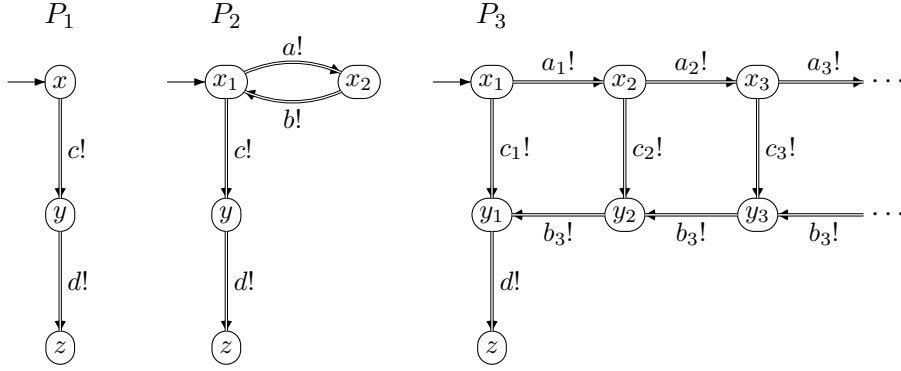 P₁ P₂ P₃
a!
x x₁ x₂ x₁ a₁! x₂ a₂! x₃ a₃! ⋯
b!
c! c! c₁! c₂! c₃!
y y y₁ y₂ y₃ ⋯
b₃! b₃! b₃!
d! d! d!
z z z